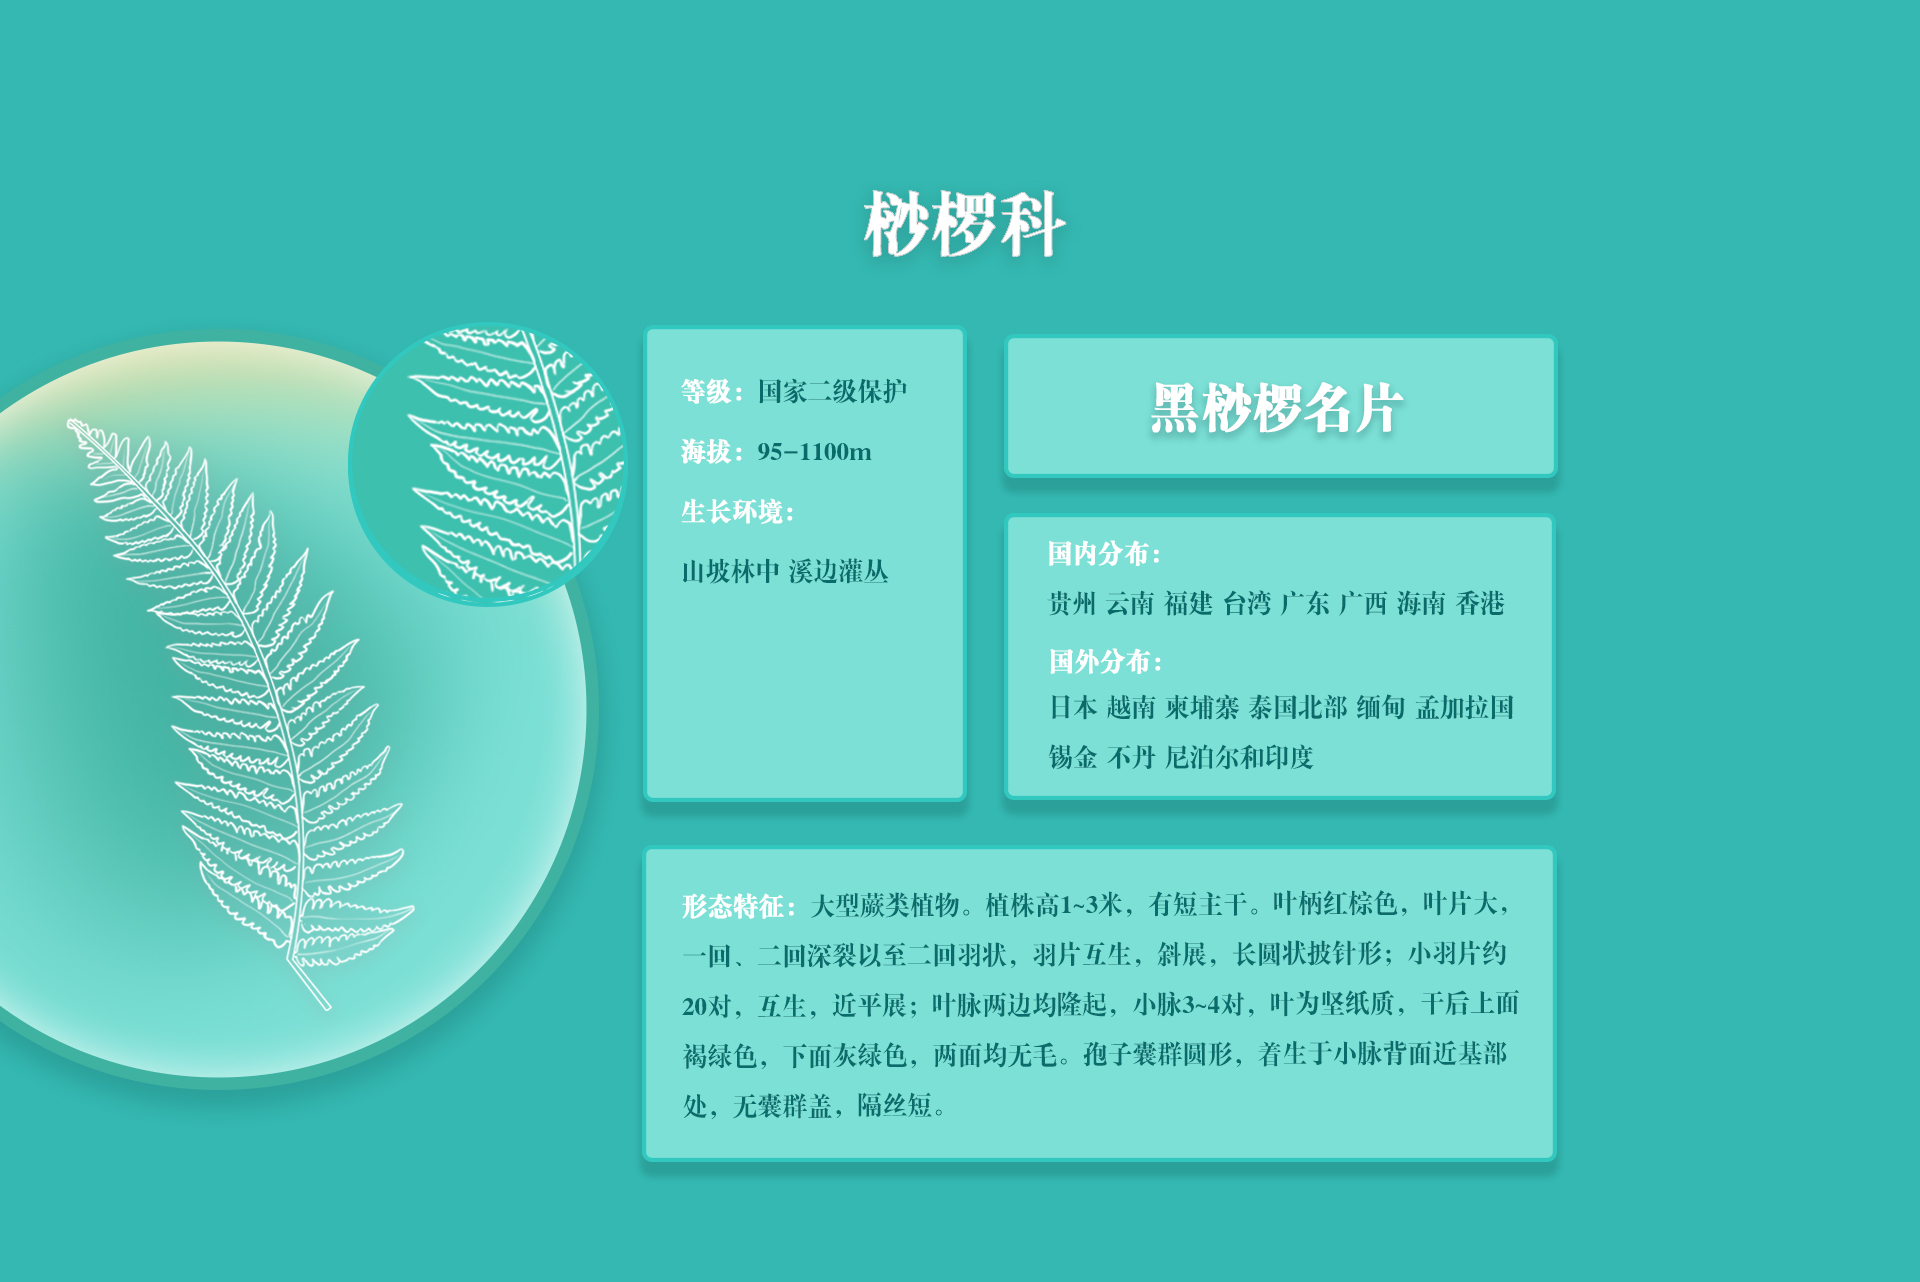 桫椤科
等级：国家二级保护
海拔：95-1100m
生长环境：
山坡林中 溪边灌丛
黑桫椤名片
国内分布：
贵州 云南 福建 台湾 广东 广西 海南 香港
国外分布：
日本 越南 柬埔寨 泰国北部 缅甸 孟加拉国
锡金 不丹 尼泊尔和印度
形态特征：大型蕨类植物。植株高1~3米，有短主干。叶柄红棕色，叶片大，
一回、二回深裂以至二回羽状，羽片互生，斜展，长圆状披针形；小羽片约
20对，互生，近平展；叶脉两边均隆起，小脉3~4对，叶为坚纸质，干后上面
褐绿色，下面灰绿色，两面均无毛。孢子囊群圆形，着生于小脉背面近基部
处，无囊群盖，隔丝短。